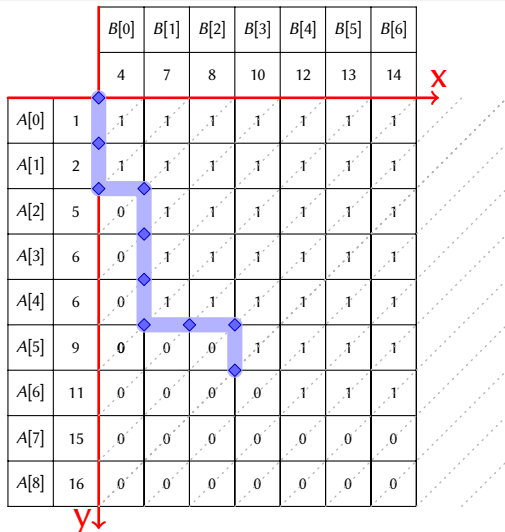 B[0] B[1] B[2] B[3] B[4] B[5] B[6]
4 7 8 10 12 13 14
x
A[0] 1 1 1 1 1 1 1 1
A[1] 2 1 1 1 1 1 1 1
A[2] 5 0 1 1 1 1 1 1
A[3] 6 0 1 1 1 1 1 1
A[4] 6 0 1 1 1 1 1 1
A[5] 9 0 0 0 1 1 1 1
A[6] 11 0 0 0 0 1 1 1
A[7] 15 0 0 0 0 0 0 0
A[8] 16 0 0 0 0 0 0 0
y